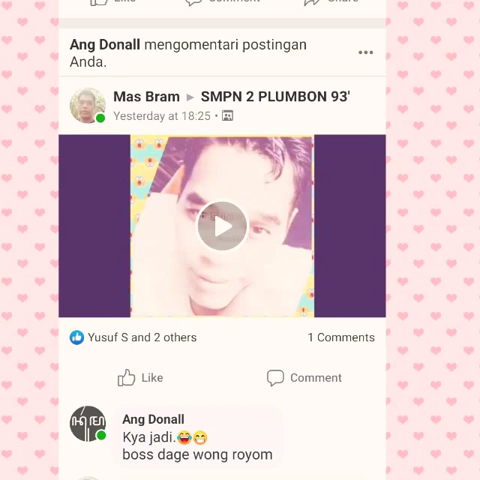 Ang Donall mengomentari postingan
Anda.
Mas Bram ▸ SMPN 2 PLUMBON 93'
Yesterday at 18:25 •
Yusuf S and 2 others
1 Comments
Like
Comment
Ang Donall
Kya jadi.😂😁
boss dage wong royom